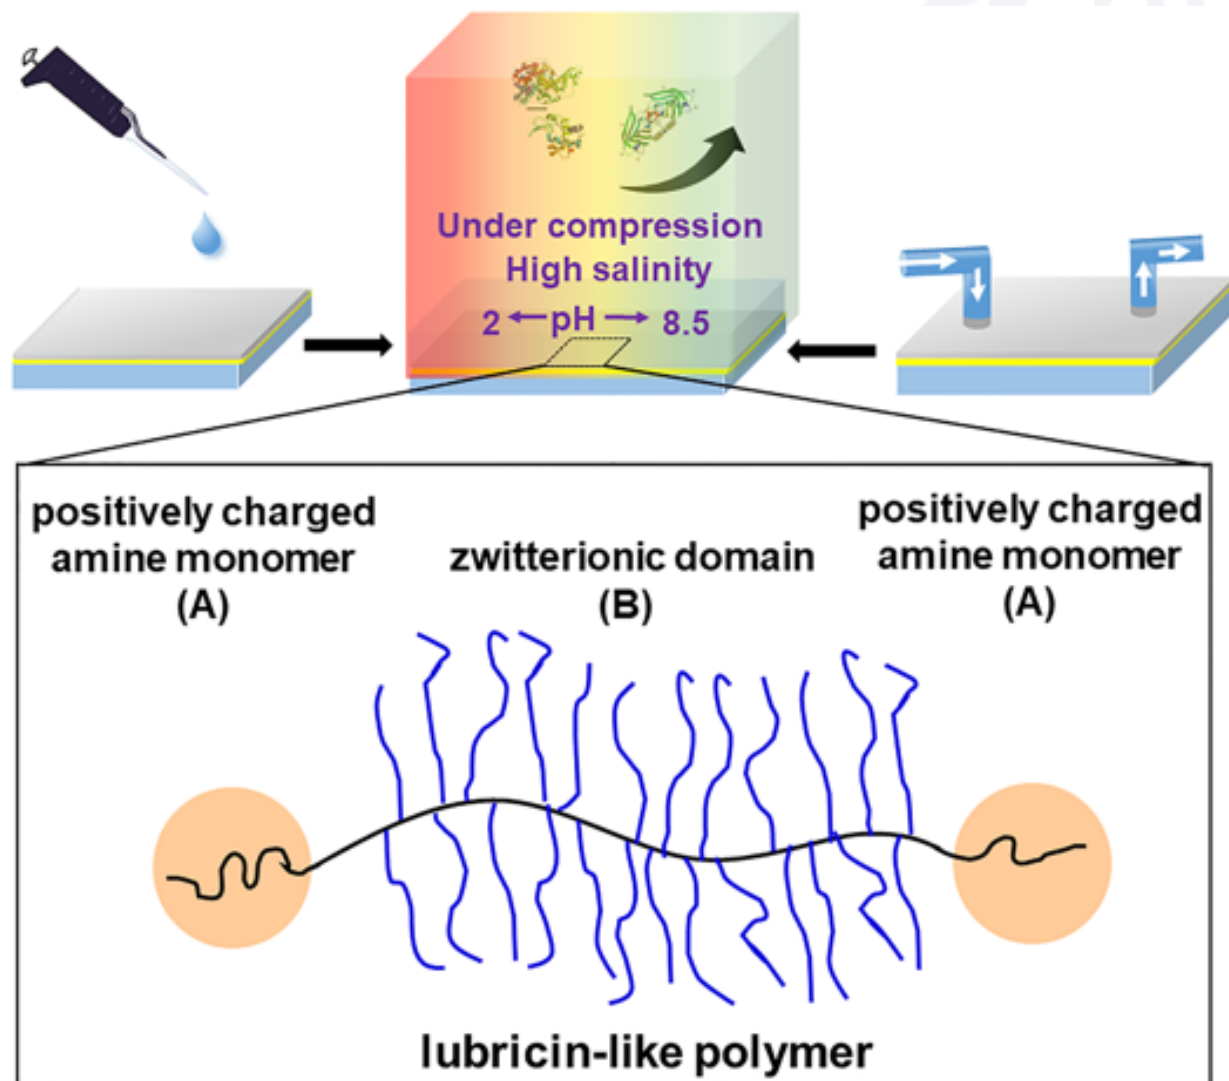 Under compression
High salinity
2 ←pH→ 8.5
positively charged
amine monomer
(A)
zwitterionic domain
(B)
positively charged
amine monomer
(A)
lubricin-like polymer